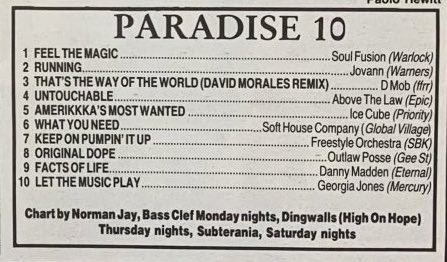 Paolo Hewitt
PARADISE 10
1 FEEL THE MAGIC ........ Soul Fusion (Warlock)
2 RUNNING ........ Jovann (Warners)
3 THAT'S THE WAY OF THE WORLD (DAVID MORALES REMIX) ........ D Mob (ffrr)
4 UNTOUCHABLE ........ Above The Law (Epic)
5 AMERIKKKA'S MOST WANTED ........ Ice Cube (Priority)
6 WHAT YOU NEED ........ Soft House Company (Global Village)
7 KEEP ON PUMPIN' IT UP ........ Freestyle Orchestra (SBK)
8 ORIGINAL DOPE ........ Outlaw Posse (Gee St)
9 FACTS OF LIFE ........ Danny Madden (Eternal)
10 LET THE MUSIC PLAY ........ Georgia Jones (Mercury)
Chart by Norman Jay, Bass Clef Monday nights, Dingwalls (High On Hope)
Thursday nights, Subterania, Saturday nights